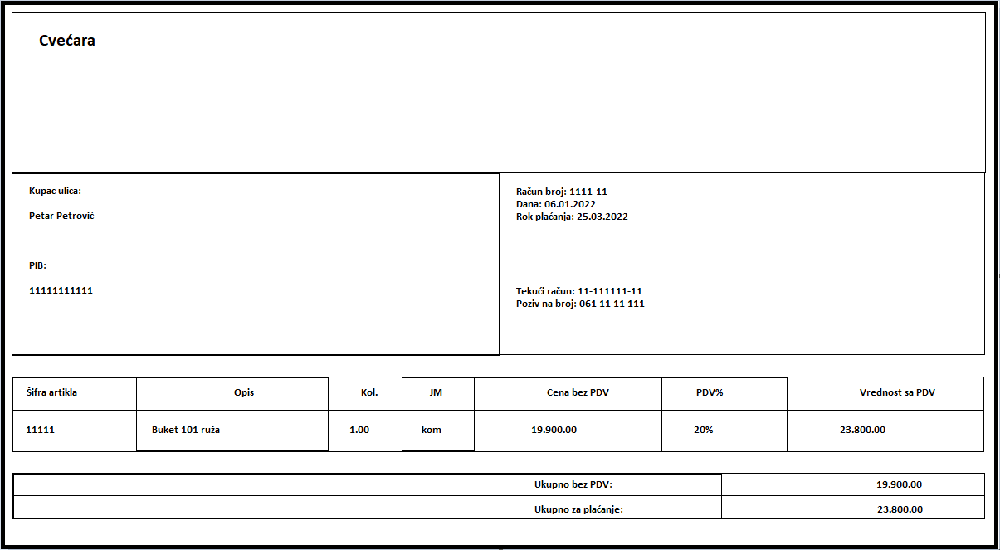 Cvećara
Kupac ulica:
Petar Petrović
PIB:
11111111111
Račun broj: 1111-11
Dana: 06.01.2022
Rok plaćanja: 25.03.2022
Tekući račun: 11-111111-11
Poziv na broj: 061 11 11 111
Šifra artikla Opis Kol. JM Cena bez PDV PDV% Vrednost sa PDV
11111 Buket 101 ruža 1.00 kom 19.900.00 20% 23.800.00
Ukupno bez PDV: 19.900.00
Ukupno za plaćanje: 23.800.00